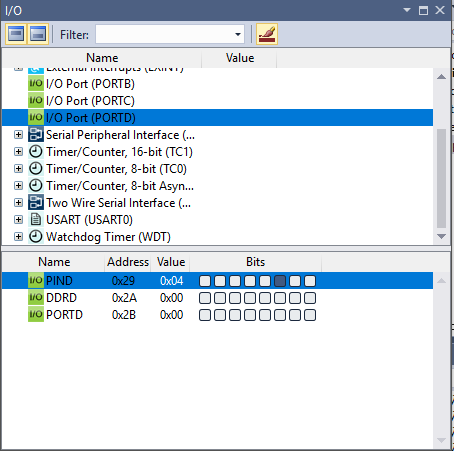 I/O
Filter:
Name Value
External Interrupts (EXINT)
I/O I/O Port (PORTB)
I/O I/O Port (PORTC)
I/O I/O Port (PORTD)
Serial Peripheral Interface (...
Timer/Counter, 16-bit (TC1)
Timer/Counter, 8-bit (TC0)
Timer/Counter, 8-bit Asyn...
Two Wire Serial Interface (...
USART (USART0)
Watchdog Timer (WDT)
Name Address Value Bits
I/O PIND 0x29 0x04
I/O DDRD 0x2A 0x00
I/O PORTD 0x2B 0x00